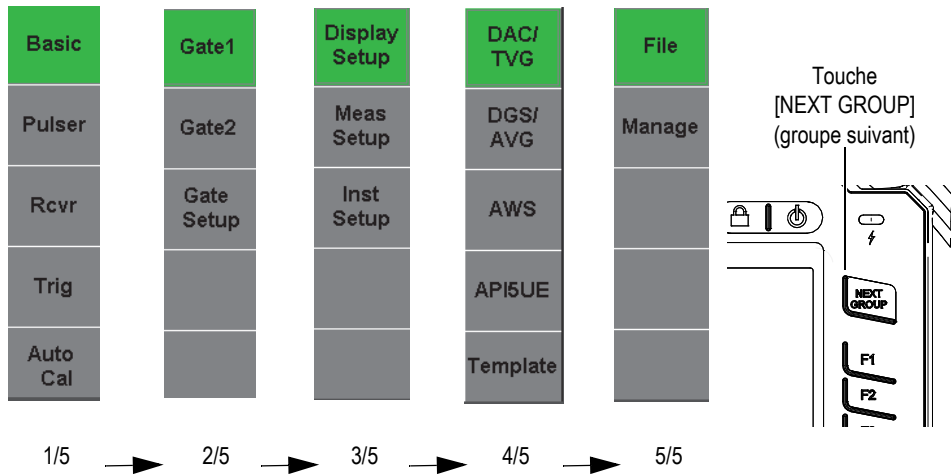 Basic
Pulser
Rcvr
Trig
Auto
Cal
1/5
Gate1
Gate2
Gate
Setup
2/5
Display
Setup
Meas
Setup
Inst
Setup
3/5
DAC/
TVG
DGS/
AVG
AWS
API5UE
Template
4/5
File
Manage
5/5
Touche
[NEXT GROUP]
(groupe suivant)
NEXT
GROUP
F1
F2